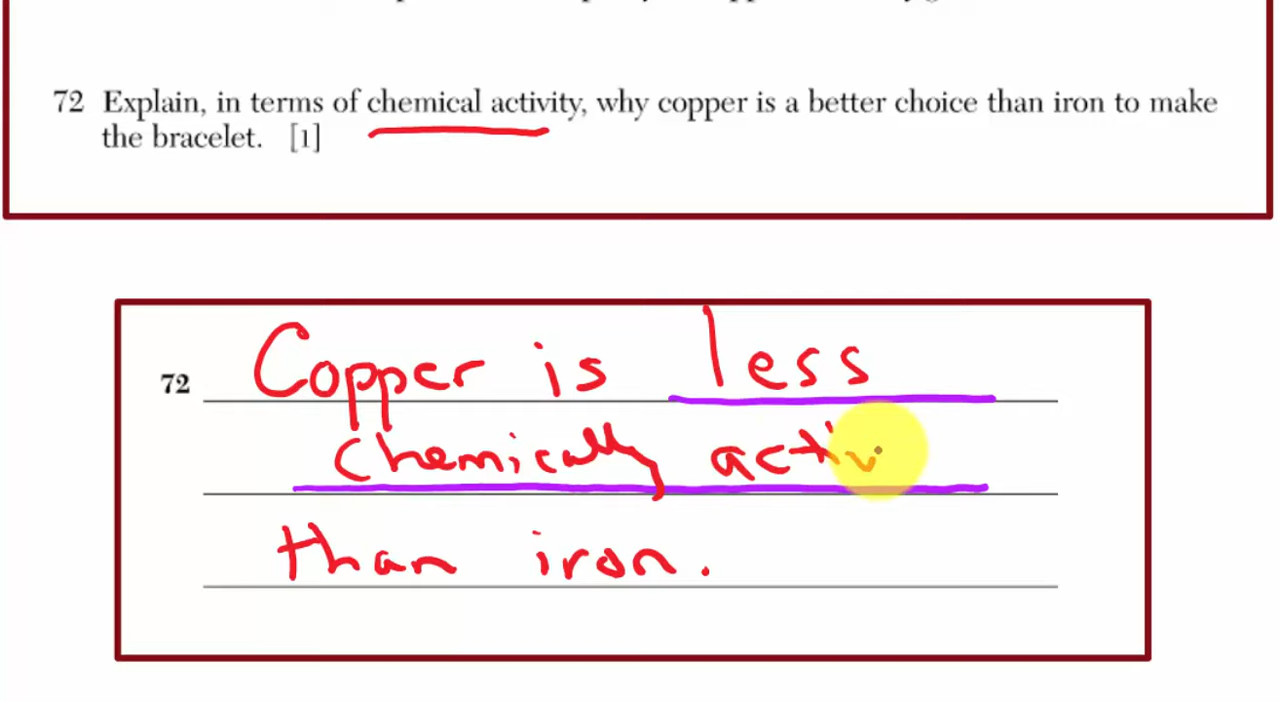 72 Explain, in terms of chemical activity, why copper is a better choice than iron to make
the bracelet. [1]
72 Copper is less
chemically activ
than iron.